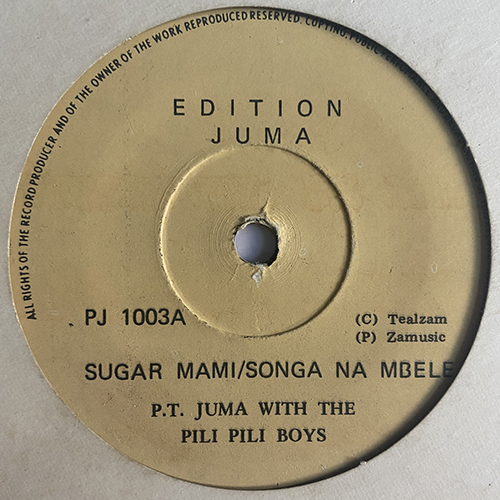 ALL RIGHTS OF THE RECORD PRODUCER AND OF THE OWNER OF THE WORK REPRODUCED RESERVED. COPYING. PUBLIC
EDITION
JUMA
PJ 1003A
(C) Tealzam
(P) Zamusic
SUGAR MAMI/SONGA NA MBELE
P.T. JUMA WITH THE
PILI PILI BOYS